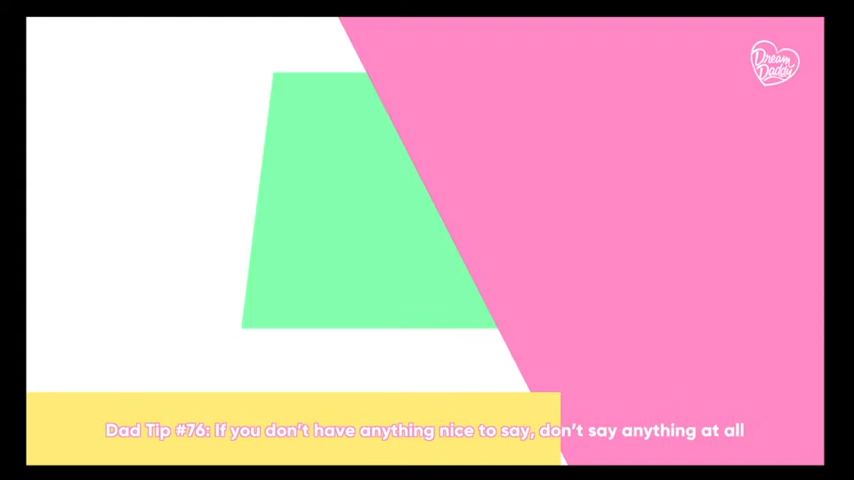 Dream
Daddy
Dad Tip #76: If you don't have anything nice to say, don't say anything at all